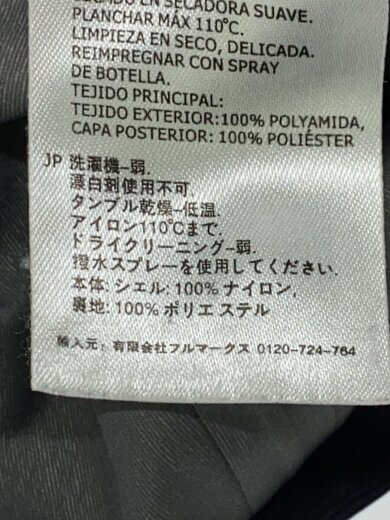 SECADORA SUAVE.
PLANCHAR MÁX 110°C.
LIMPIEZA EN SECO, DELICADA.
REIMPREGNAR CON SPRAY
DE BOTELLA.
TEJIDO PRINCIPAL:
TEJIDO EXTERIOR:100% POLYAMIDA,
CAPA POSTERIOR: 100% POLIÉSTER
JP 洗濯機–弱.
漂白剤使用不可.
タンブル乾燥–低温.
アイロン110℃まで.
ドライクリーニング–弱.
撥水スプレーを使用してください.
本体: シェル: 100% ナイロン,
裏地: 100% ポリエ ステル
輸入元: 有限会社フルマークス 0120-724-764